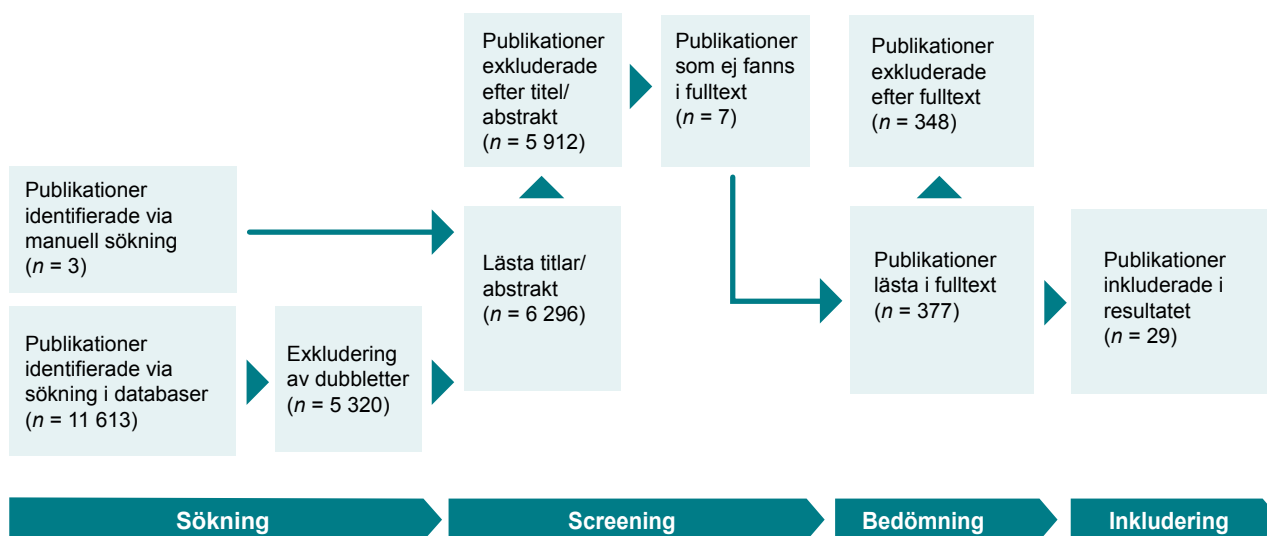 Publikationer
identifierade via
manuell sökning
(n = 3)
Publikationer
identifierade via
sökning i databaser
(n = 11 613)
Exkludering
av dubbletter
(n = 5 320)
Publikationer
exkluderade
efter titel/
abstrakt
(n = 5 912)
Lästa titlar/
abstrakt
(n = 6 296)
Publikationer
som ej fanns
i fulltext
(n = 7)
Publikationer
exkluderade
efter fulltext
(n = 348)
Publikationer
lästa i fulltext
(n = 377)
Publikationer
inkluderade i
resultatet
(n = 29)
Sökning
Screening
Bedömning
Inkludering